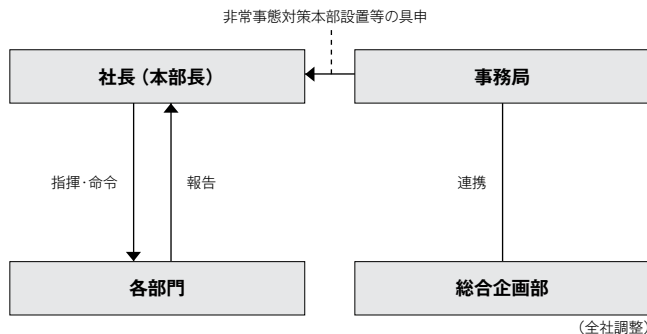 非常事態対策本部設置等の具申
社長（本部長）
事務局
指揮・命令
報告
連携
各部門
総合企画部
（全社調整）